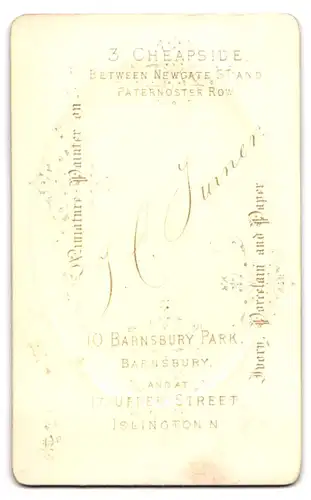 3 CHEAPSIDE
BETWEEN NEWGATE ST AND
PATERNOSTER ROW
Miniature Painter on
Turner
Ivory, Porcelain and Paper
10 BARNSBURY PARK.
BARNSBURY.
AND AT
17 UPPER STREET
ISLINGTON N